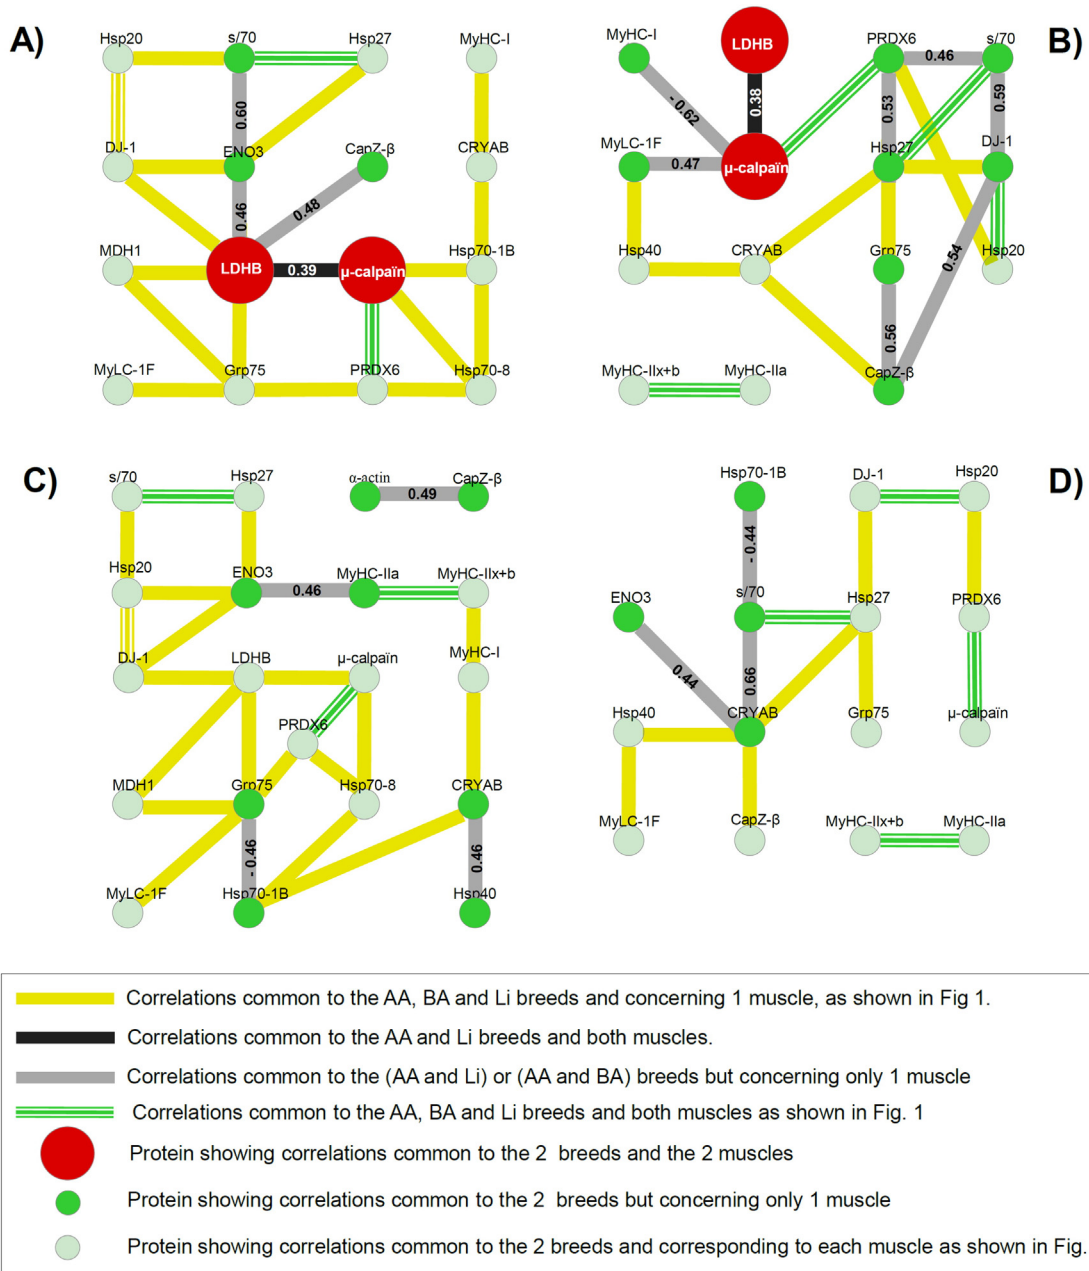 A)
Hsp20
s/70
Hsp27
MyHC-I
0.60
DJ-1
ENO3
CapZ-β
CRYAB
0.46
0.48
MDH1
LDHB
0.39
µ-calpaïn
Hsp70-1B
MyLC-1F
Grp75
PRDX6
Hsp70-8
B)
MyHC-I
LDHB
PRDX6
0.46
s/70
- 0.62
0.38
0.53
0.59
MyLC-1F
0.47
µ-calpaïn
Hsp27
DJ-1
Hsp40
CRYAB
Grp75
0.54
Hsp20
0.56
MyHC-IIx+b
MyHC-IIa
CapZ-β
C)
s/70
Hsp27
α-actin
0.49
CapZ-β
Hsp20
ENO3
0.46
MyHC-IIa
MyHC-IIx+b
DJ-1
LDHB
µ-calpaïn
MyHC-I
PRDX6
MDH1
Grp75
Hsp70-8
CRYAB
- 0.46
0.46
MyLC-1F
Hsp70-1B
Hsp40
D)
Hsp70-1B
DJ-1
Hsp20
- 0.44
ENO3
s/70
Hsp27
PRDX6
0.44
0.66
Hsp40
CRYAB
Grp75
µ-calpaïn
MyLC-1F
CapZ-β
MyHC-IIx+b
MyHC-IIa
Correlations common to the AA, BA and Li breeds and concerning 1 muscle, as shown in Fig 1.
Correlations common to the AA and Li breeds and both muscles.
Correlations common to the (AA and Li) or (AA and BA) breeds but concerning only 1 muscle
Correlations common to the AA, BA and Li breeds and both muscles as shown in Fig. 1
Protein showing correlations common to the 2 breeds and the 2 muscles
Protein showing correlations common to the 2 breeds but concerning only 1 muscle
Protein showing correlations common to the 2 breeds and corresponding to each muscle as shown in Fig.